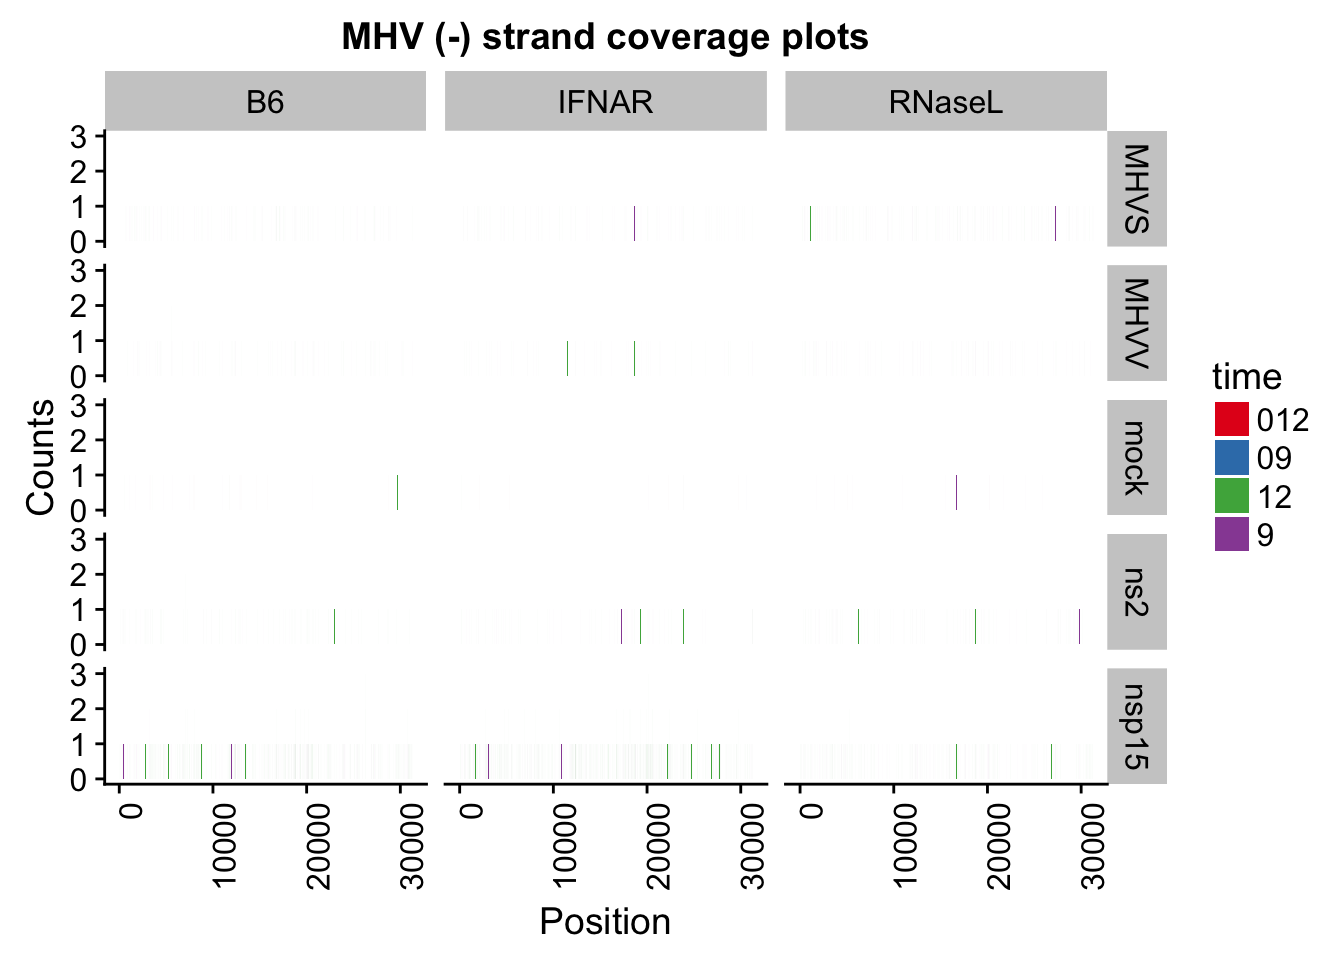 MHV (-) strand coverage plots
B6 IFNAR RNaseL
3
2
1
0
MHVS
3
2
1
0
MHVV
3
2
1
0
mock
3
2
1
0
ns2
3
2
1
0
nsp15
Counts
0 10000 20000 30000 0 10000 20000 30000 0 10000 20000 30000
Position
time
012
09
12
9